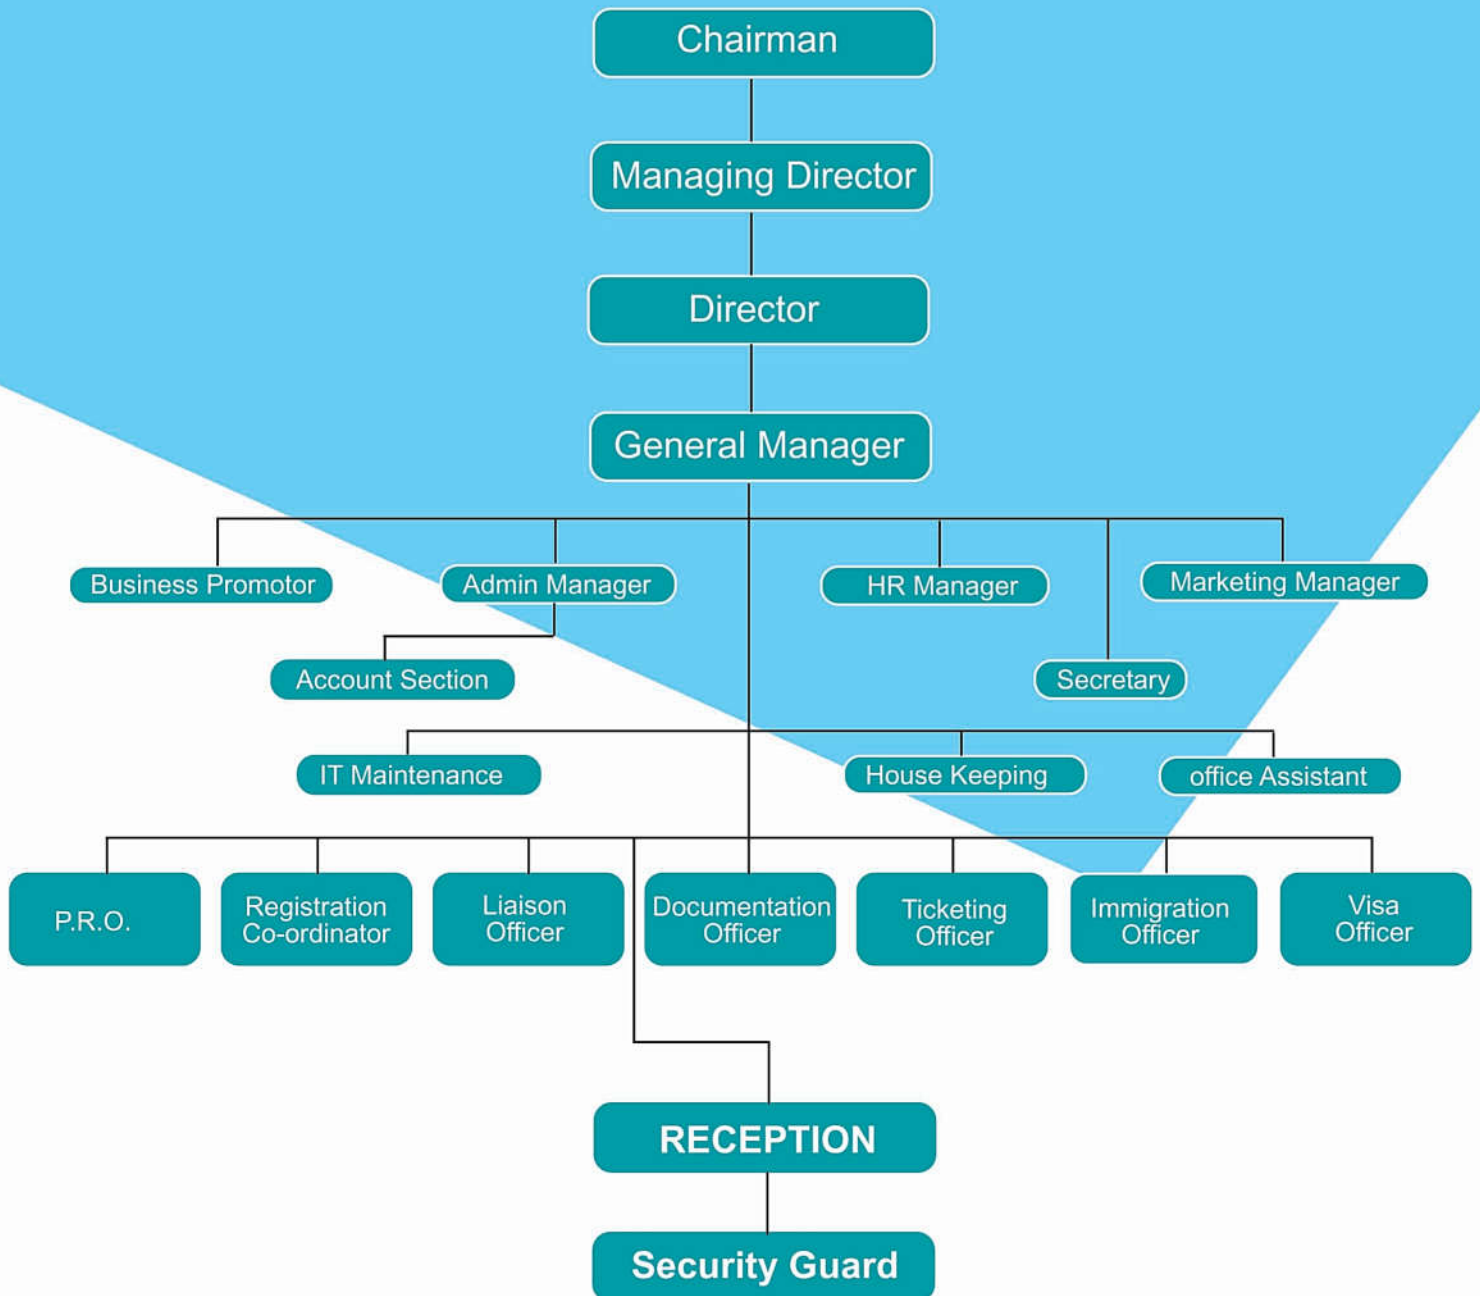 Chairman
Managing Director
Director
General Manager
Business Promotor
Admin Manager
HR Manager
Marketing Manager
Account Section
Secretary
IT Maintenance
House Keeping
office Assistant
P.R.O.
Registration
Co-ordinator
Liaison
Officer
Documentation
Officer
Ticketing
Officer
Immigration
Officer
Visa
Officer
RECEPTION
Security Guard